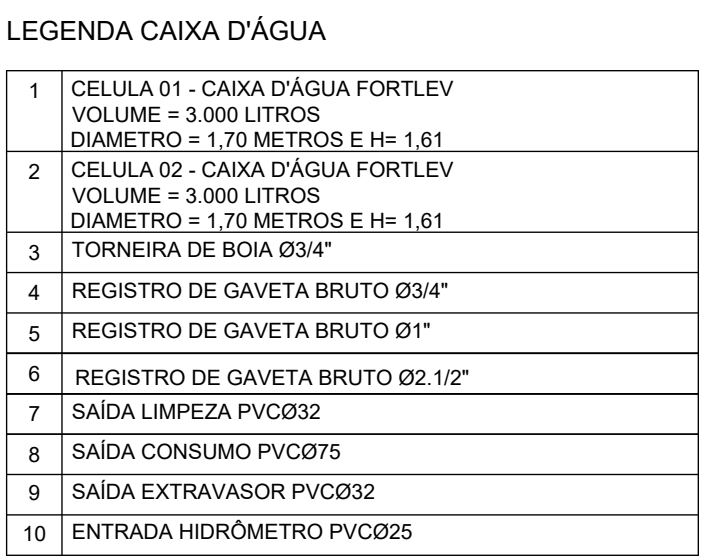 LEGENDA CAIXA D'ÁGUA
1 CELULA 01 - CAIXA D'ÁGUA FORTLEV
VOLUME = 3.000 LITROS
DIAMETRO = 1,70 METROS E H= 1,61
2 CELULA 02 - CAIXA D'ÁGUA FORTLEV
VOLUME = 3.000 LITROS
DIAMETRO = 1,70 METROS E H= 1,61
3 TORNEIRA DE BOIA Ø3/4"
4 REGISTRO DE GAVETA BRUTO Ø3/4"
5 REGISTRO DE GAVETA BRUTO Ø1"
6 REGISTRO DE GAVETA BRUTO Ø2.1/2"
7 SAÍDA LIMPEZA PVCØ32
8 SAÍDA CONSUMO PVCØ75
9 SAÍDA EXTRAVASOR PVCØ32
10 ENTRADA HIDRÔMETRO PVCØ25